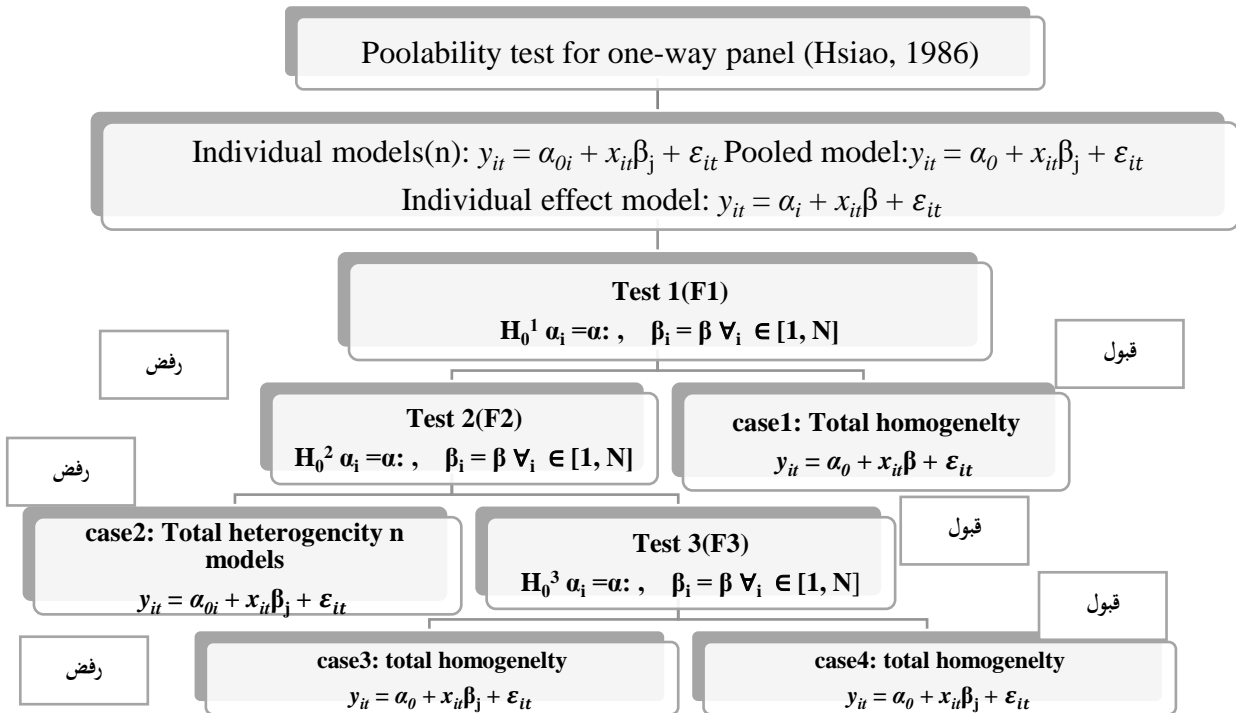 Poolability test for one-way panel (Hsiao, 1986)
Individual models(n): yᵢₜ = α₀ᵢ + xᵢₜβⱼ + εᵢₜ Pooled model:yᵢₜ = α₀ + xᵢₜβⱼ + εᵢₜ
Individual effect model: yᵢₜ = αᵢ + xᵢₜβ + εᵢₜ
Test 1(F1)
H₀¹ αᵢ =α: , βᵢ = β ∀ᵢ ∈ [1, N]
رفض
قبول
Test 2(F2)
H₀² αᵢ =α: , βᵢ = β ∀ᵢ ∈ [1, N]
case1: Total homogenelty
yᵢₜ = α₀ + xᵢₜβ + εᵢₜ
رفض
قبول
case2: Total heterogencity n
models
yᵢₜ = α₀ᵢ + xᵢₜβⱼ + εᵢₜ
Test 3(F3)
H₀³ αᵢ =α: , βᵢ = β ∀ᵢ ∈ [1, N]
رفض
قبول
case3: total homogenelty
yᵢₜ = α₀ + xᵢₜβⱼ + εᵢₜ
case4: total homogenelty
yᵢₜ = α₀ + xᵢₜβⱼ + εᵢₜ